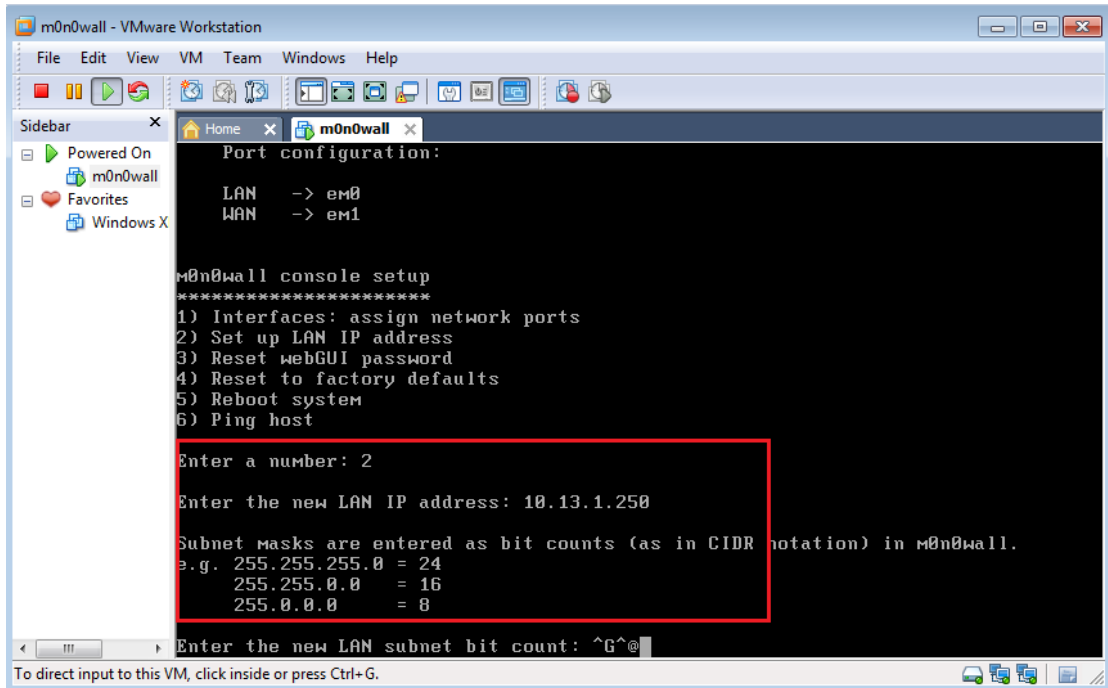 m0n0wall - VMware Workstation
File Edit View VM Team Windows Help
Sidebar x
Home x m0n0wall x
Powered On
m0n0wall
Favorites
Windows X
Port configuration:
LAN -> em0
WAN -> em1
m0n0wall console setup
**********************
1) Interfaces: assign network ports
2) Set up LAN IP address
3) Reset webGUI password
4) Reset to factory defaults
5) Reboot system
6) Ping host
Enter a number: 2
Enter the new LAN IP address: 10.13.1.250
Subnet masks are entered as bit counts (as in CIDR notation) in m0n0wall.
e.g. 255.255.255.0 = 24
255.255.0.0 = 16
255.0.0.0 = 8
Enter the new LAN subnet bit count: ^G^@
To direct input to this VM, click inside or press Ctrl+G.